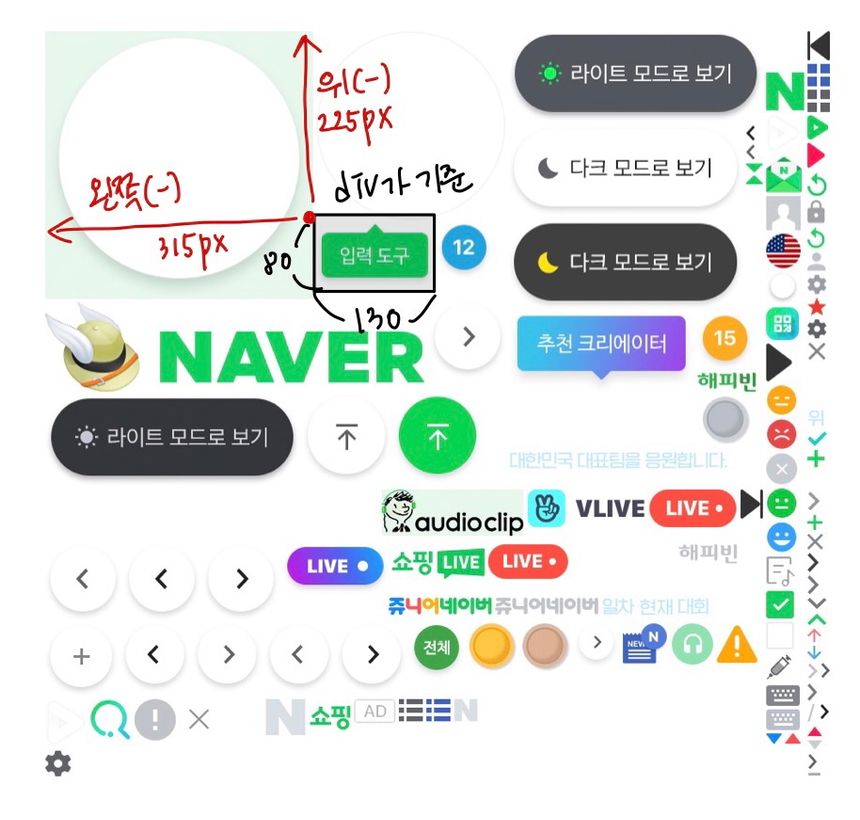 위(-)
225px
왼쪽(-)
315px
div가 기준
80
130
입력 도구
12
라이트 모드로 보기
다크 모드로 보기
다크 모드로 보기
N
N
NAVER
추천 크리에이터
15
해피빈
라이트 모드로 보기
위
대한민국 대표팀을 응원합니다.
audioclip
VLIVE
LIVE
LIVE
쇼핑 LIVE
LIVE
해피빈
쥬니어네이버 쥬니어네이버 일차 현재 대회
전체
NEWS
N
N
쇼핑
AD
N